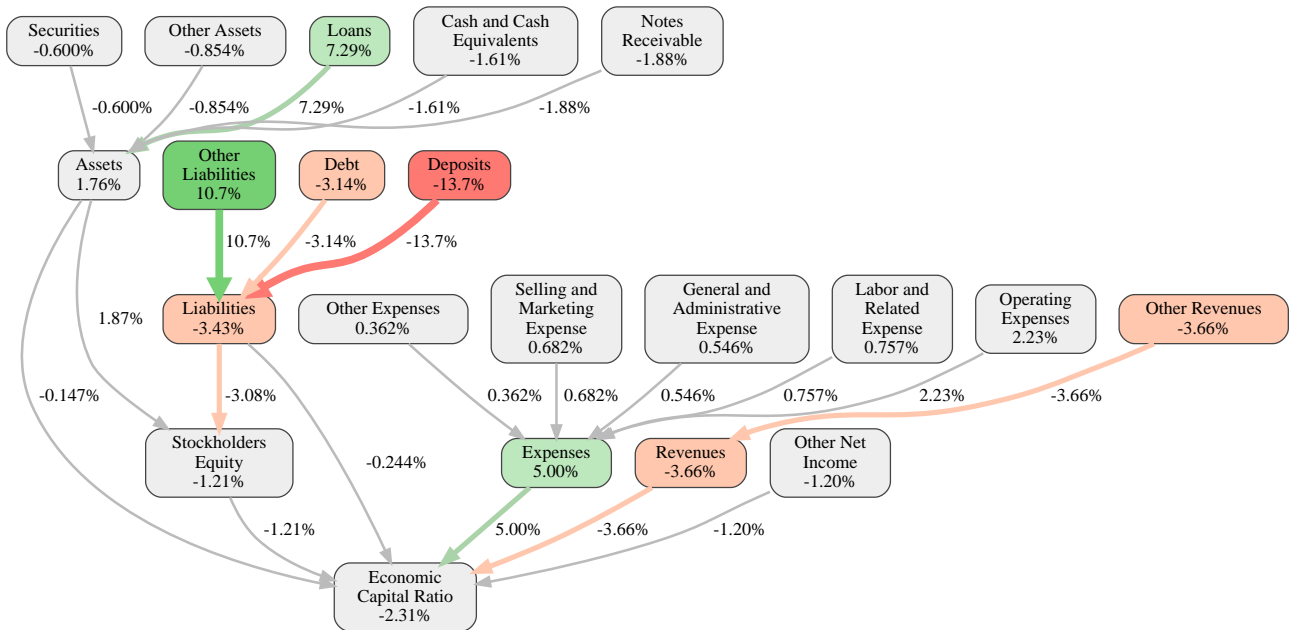 Securities
-0.600%
Other Assets
-0.854%
Loans
7.29%
Cash and Cash
Equivalents
-1.61%
Notes
Receivable
-1.88%
-0.600%
-0.854%
7.29%
-1.61%
-1.88%
Assets
1.76%
Other
Liabilities
10.7%
Debt
-3.14%
Deposits
-13.7%
10.7%
-3.14%
-13.7%
1.87%
Liabilities
-3.43%
Other Expenses
0.362%
Selling and
Marketing
Expense
0.682%
General and
Administrative
Expense
0.546%
Labor and
Related
Expense
0.757%
Operating
Expenses
2.23%
Other Revenues
-3.66%
-0.147%
-3.08%
0.362%
0.682%
0.546%
0.757%
2.23%
-3.66%
Stockholders
Equity
-1.21%
-0.244%
Expenses
5.00%
Revenues
-3.66%
Other Net
Income
-1.20%
-1.21%
5.00%
-3.66%
-1.20%
Economic
Capital Ratio
-2.31%